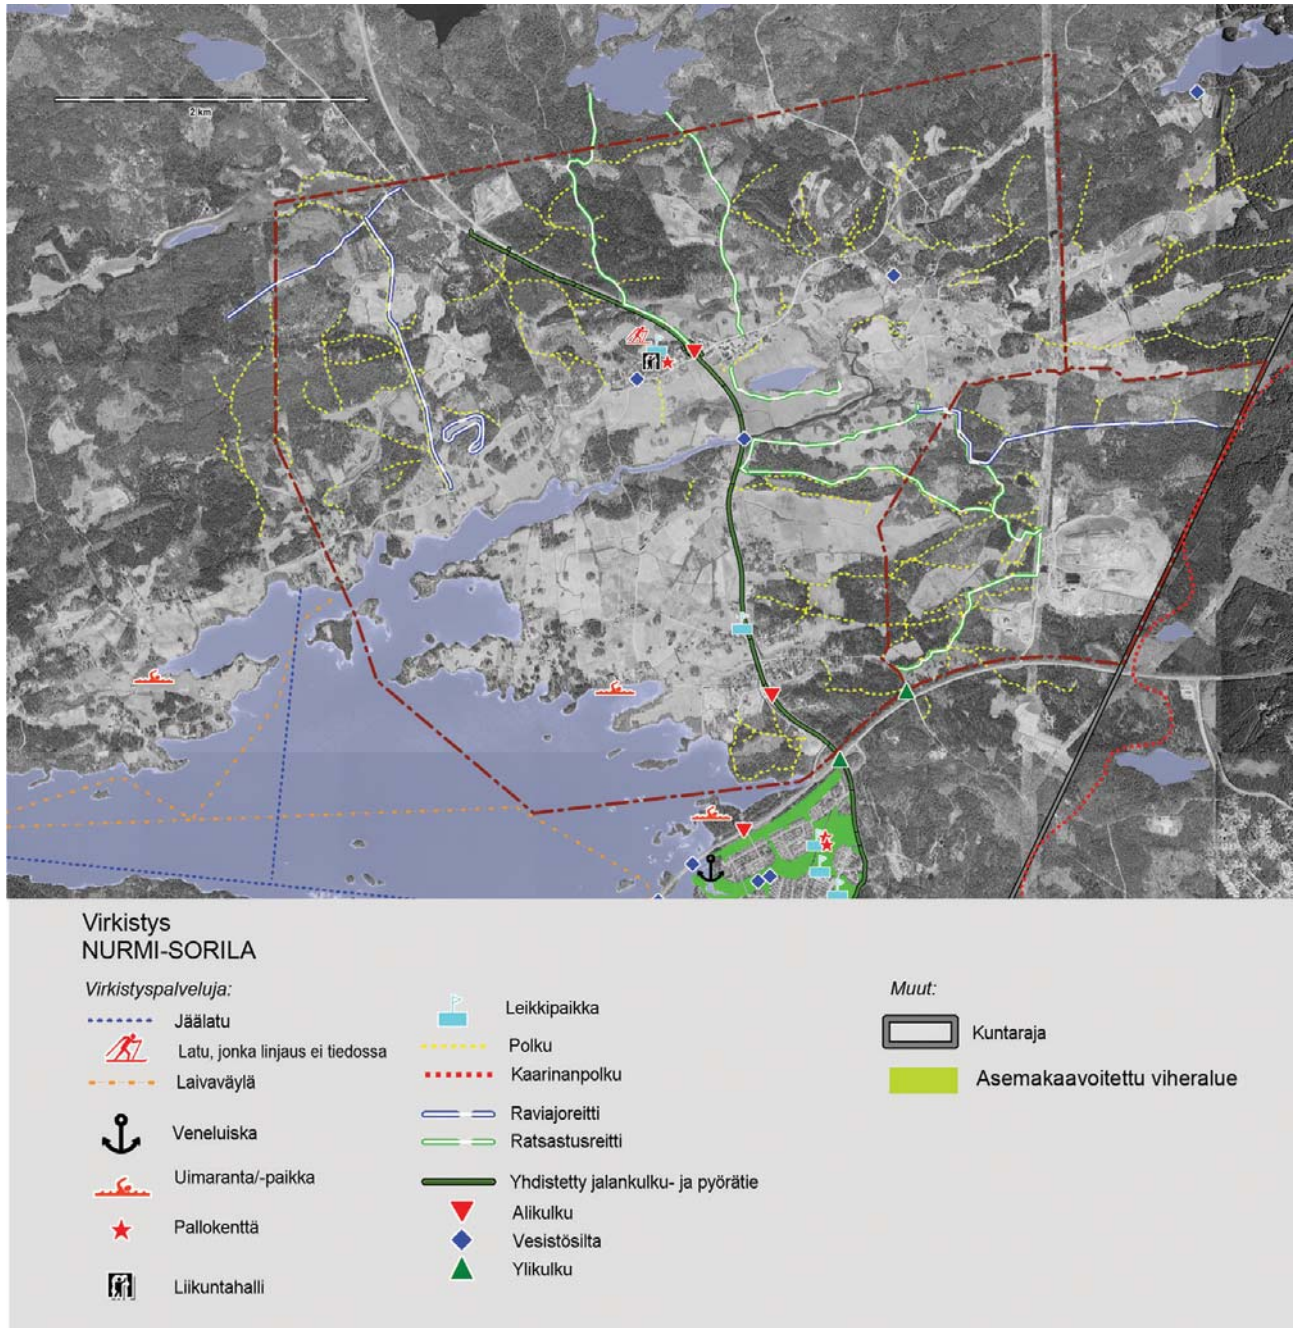 2 km
Virkistys
NURMI-SORILA
Virkistyspalveluja:
Jäälatu
Latu, jonka linjaus ei tiedossa
Laivaväylä
Veneluiska
Uimaranta/-paikka
Pallokenttä
Liikuntahalli
Leikkipaikka
Polku
Kaarinanpolku
Raviajoreitti
Ratsastusreitti
Yhdistetty jalankulku- ja pyörätie
Alikulku
Vesistösilta
Ylikulku
Muut:
Kuntaraja
Asemakaavoitettu viheralue